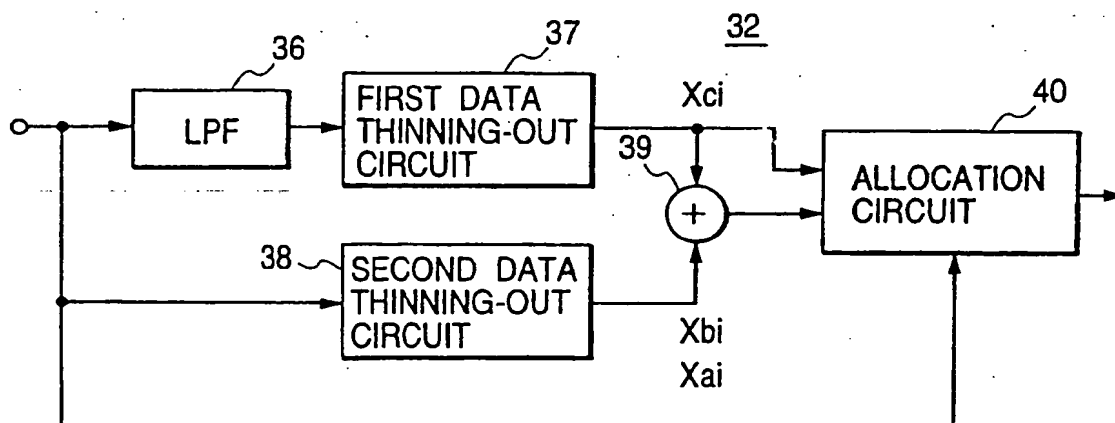 32
36
37
LPF
FIRST DATA
THINNING-OUT
CIRCUIT
Xci
39
+
40
ALLOCATION
CIRCUIT
38
SECOND DATA
THINNING-OUT
CIRCUIT
Xbi
Xai